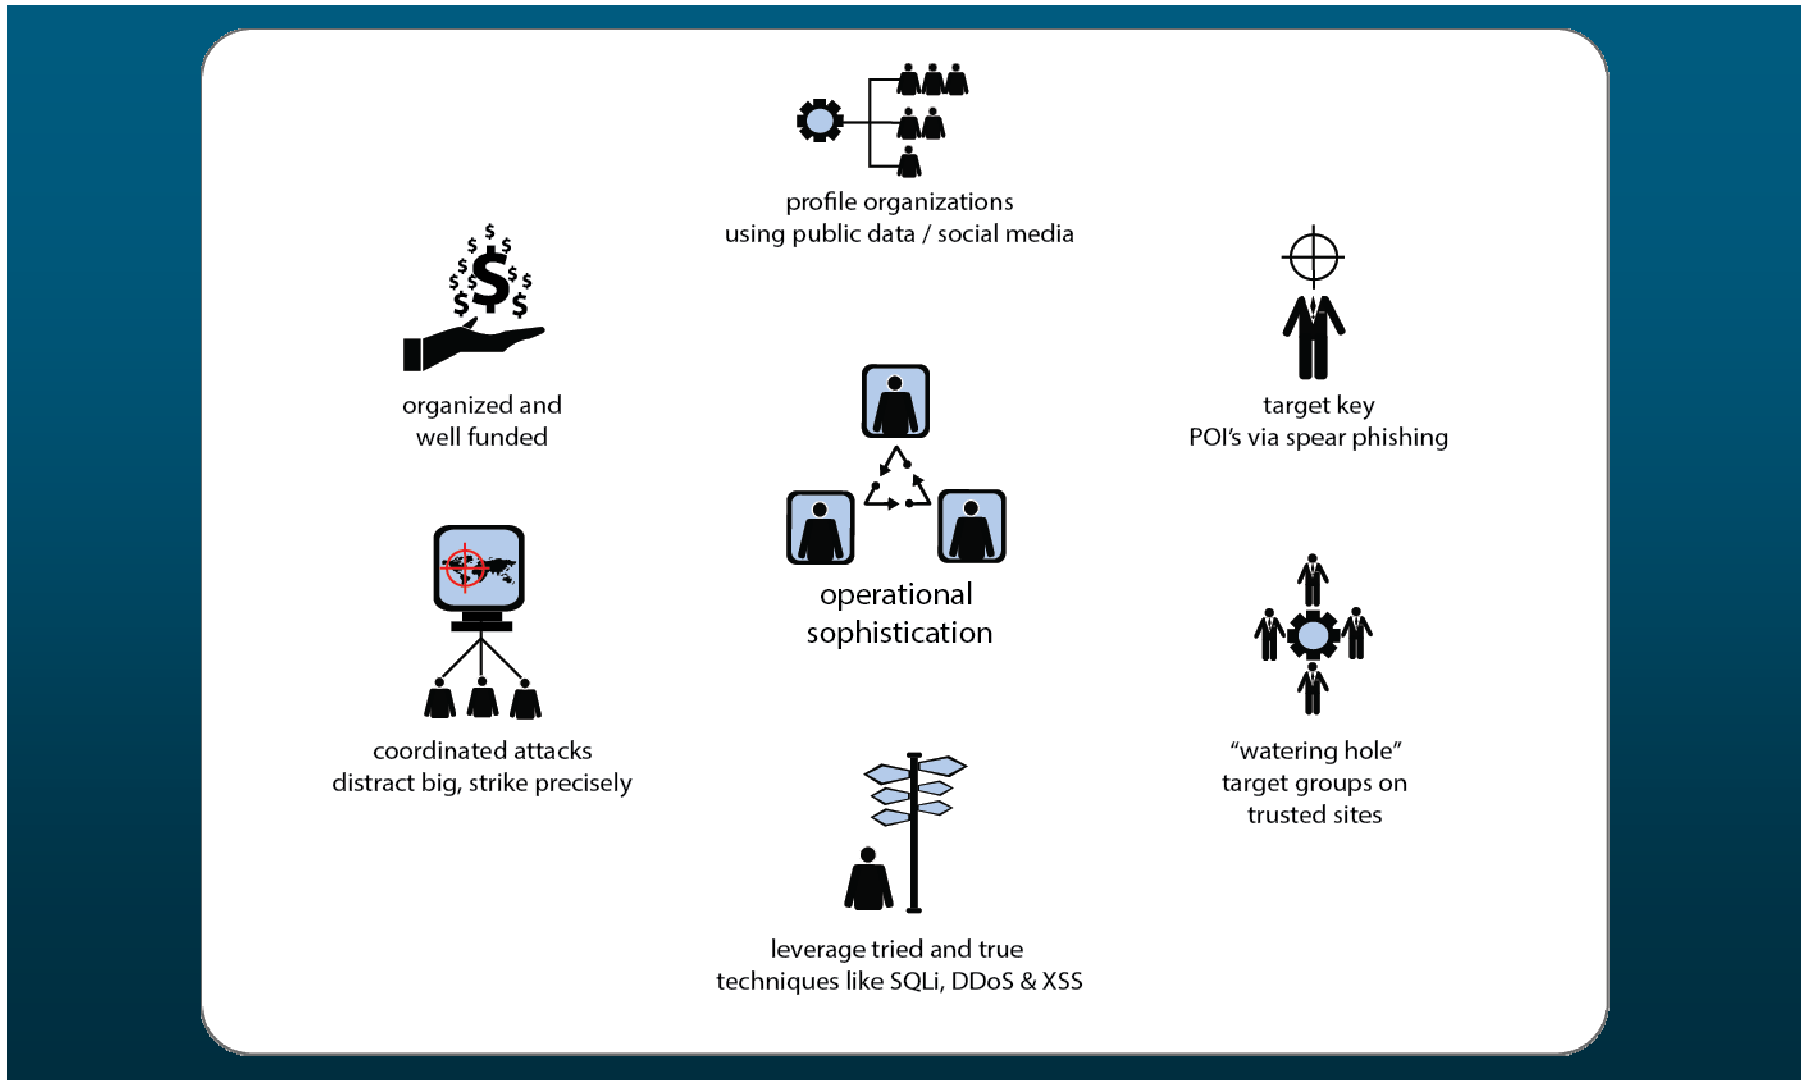 profile organizations
using public data / social media
organized and
well funded
target key
POI's via spear phishing
operational
sophistication
coordinated attacks
distract big, strike precisely
“watering hole”
target groups on
trusted sites
leverage tried and true
techniques like SQLi, DDoS & XSS